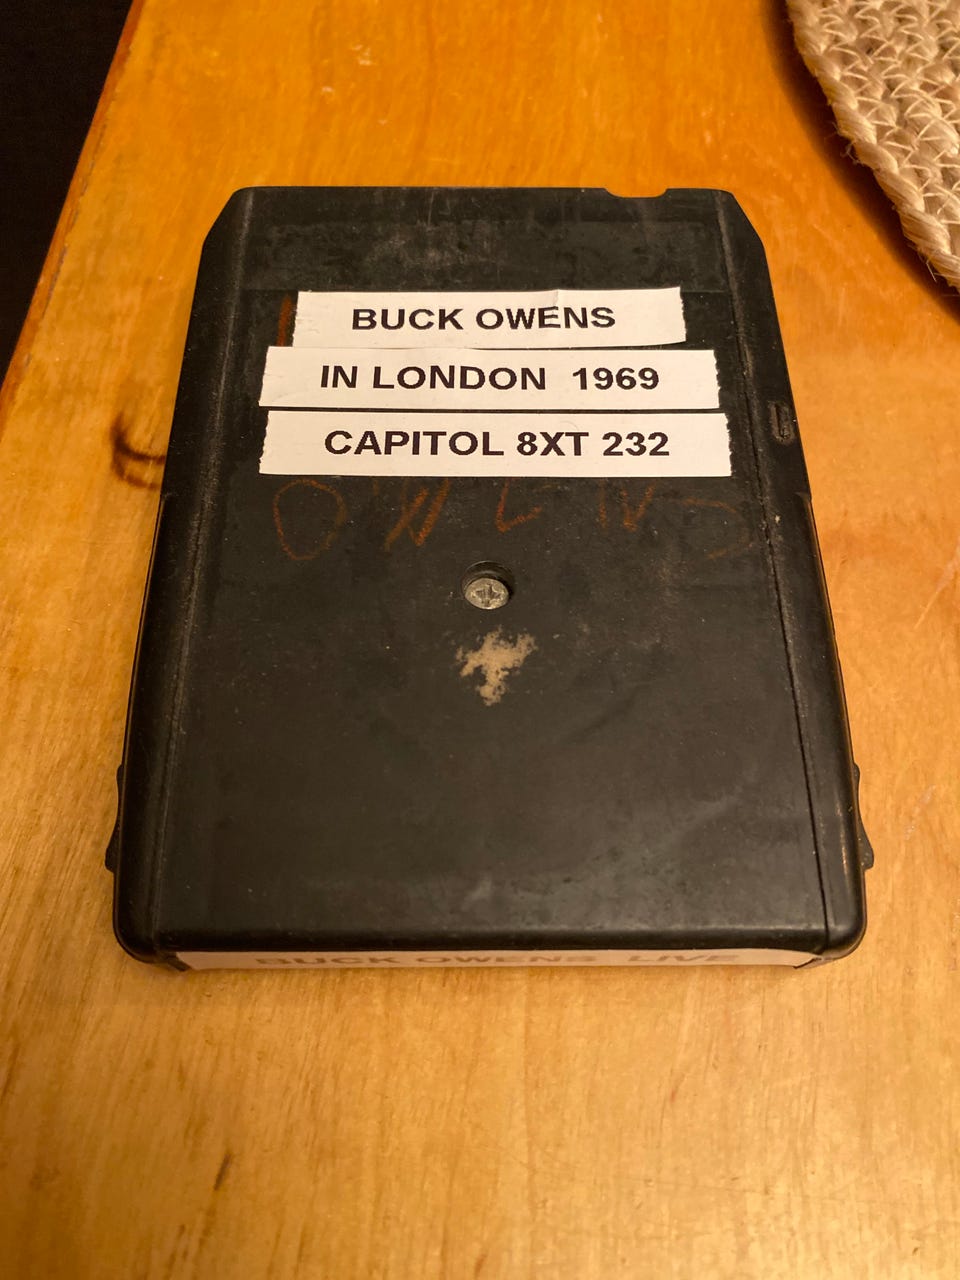 BUCK OWENS
IN LONDON 1969
CAPITOL 8XT 232
OWENS
BUCK OWENS LIVE